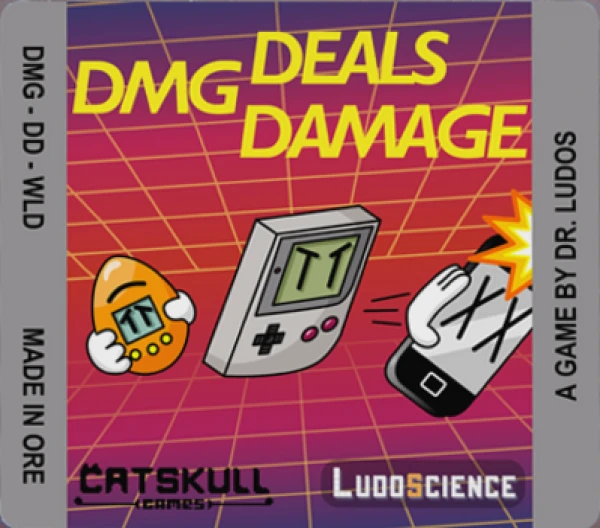 DMG - DD - WLD
MADE IN ORE
DMG DEALS
DAMAGE
CATSKULL
(GAMES)
LUDOSCIENCE
A GAME BY DR. LUDOS